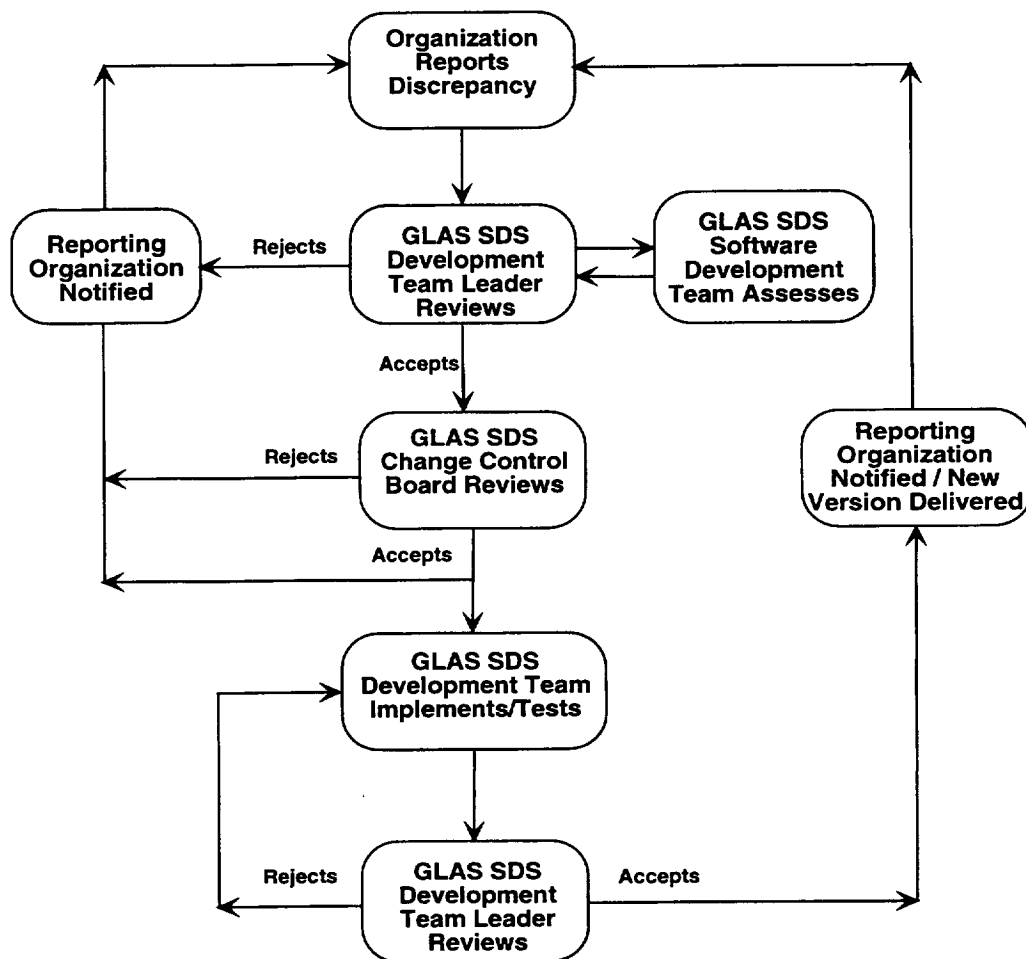 Organization
Reports
Discrepancy
Reporting
Organization
Notified
Rejects
GLAS SDS
Development
Team Leader
Reviews
GLAS SDS
Software
Development
Team Assesses
Accepts
Rejects
GLAS SDS
Change Control
Board Reviews
Reporting
Organization
Notified / New
Version Delivered
Accepts
GLAS SDS
Development Team
Implements/Tests
Rejects
GLAS SDS
Development
Team Leader
Reviews
Accepts